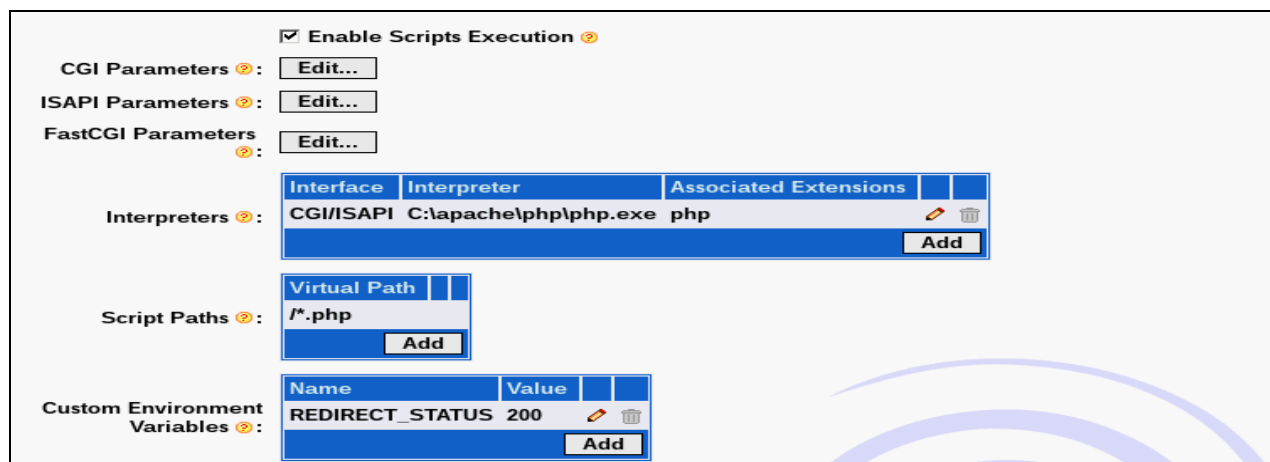 Enable Scripts Execution ?
CGI Parameters ?: Edit...
ISAPI Parameters ?: Edit...
FastCGI Parameters
?: Edit...
Interpreters ?:
Interface Interpreter Associated Extensions
CGI/ISAPI C:\apache\php\php.exe php
Add
Script Paths ?:
Virtual Path
/*.php
Add
Custom Environment
Variables ?:
Name Value
REDIRECT_STATUS 200
Add